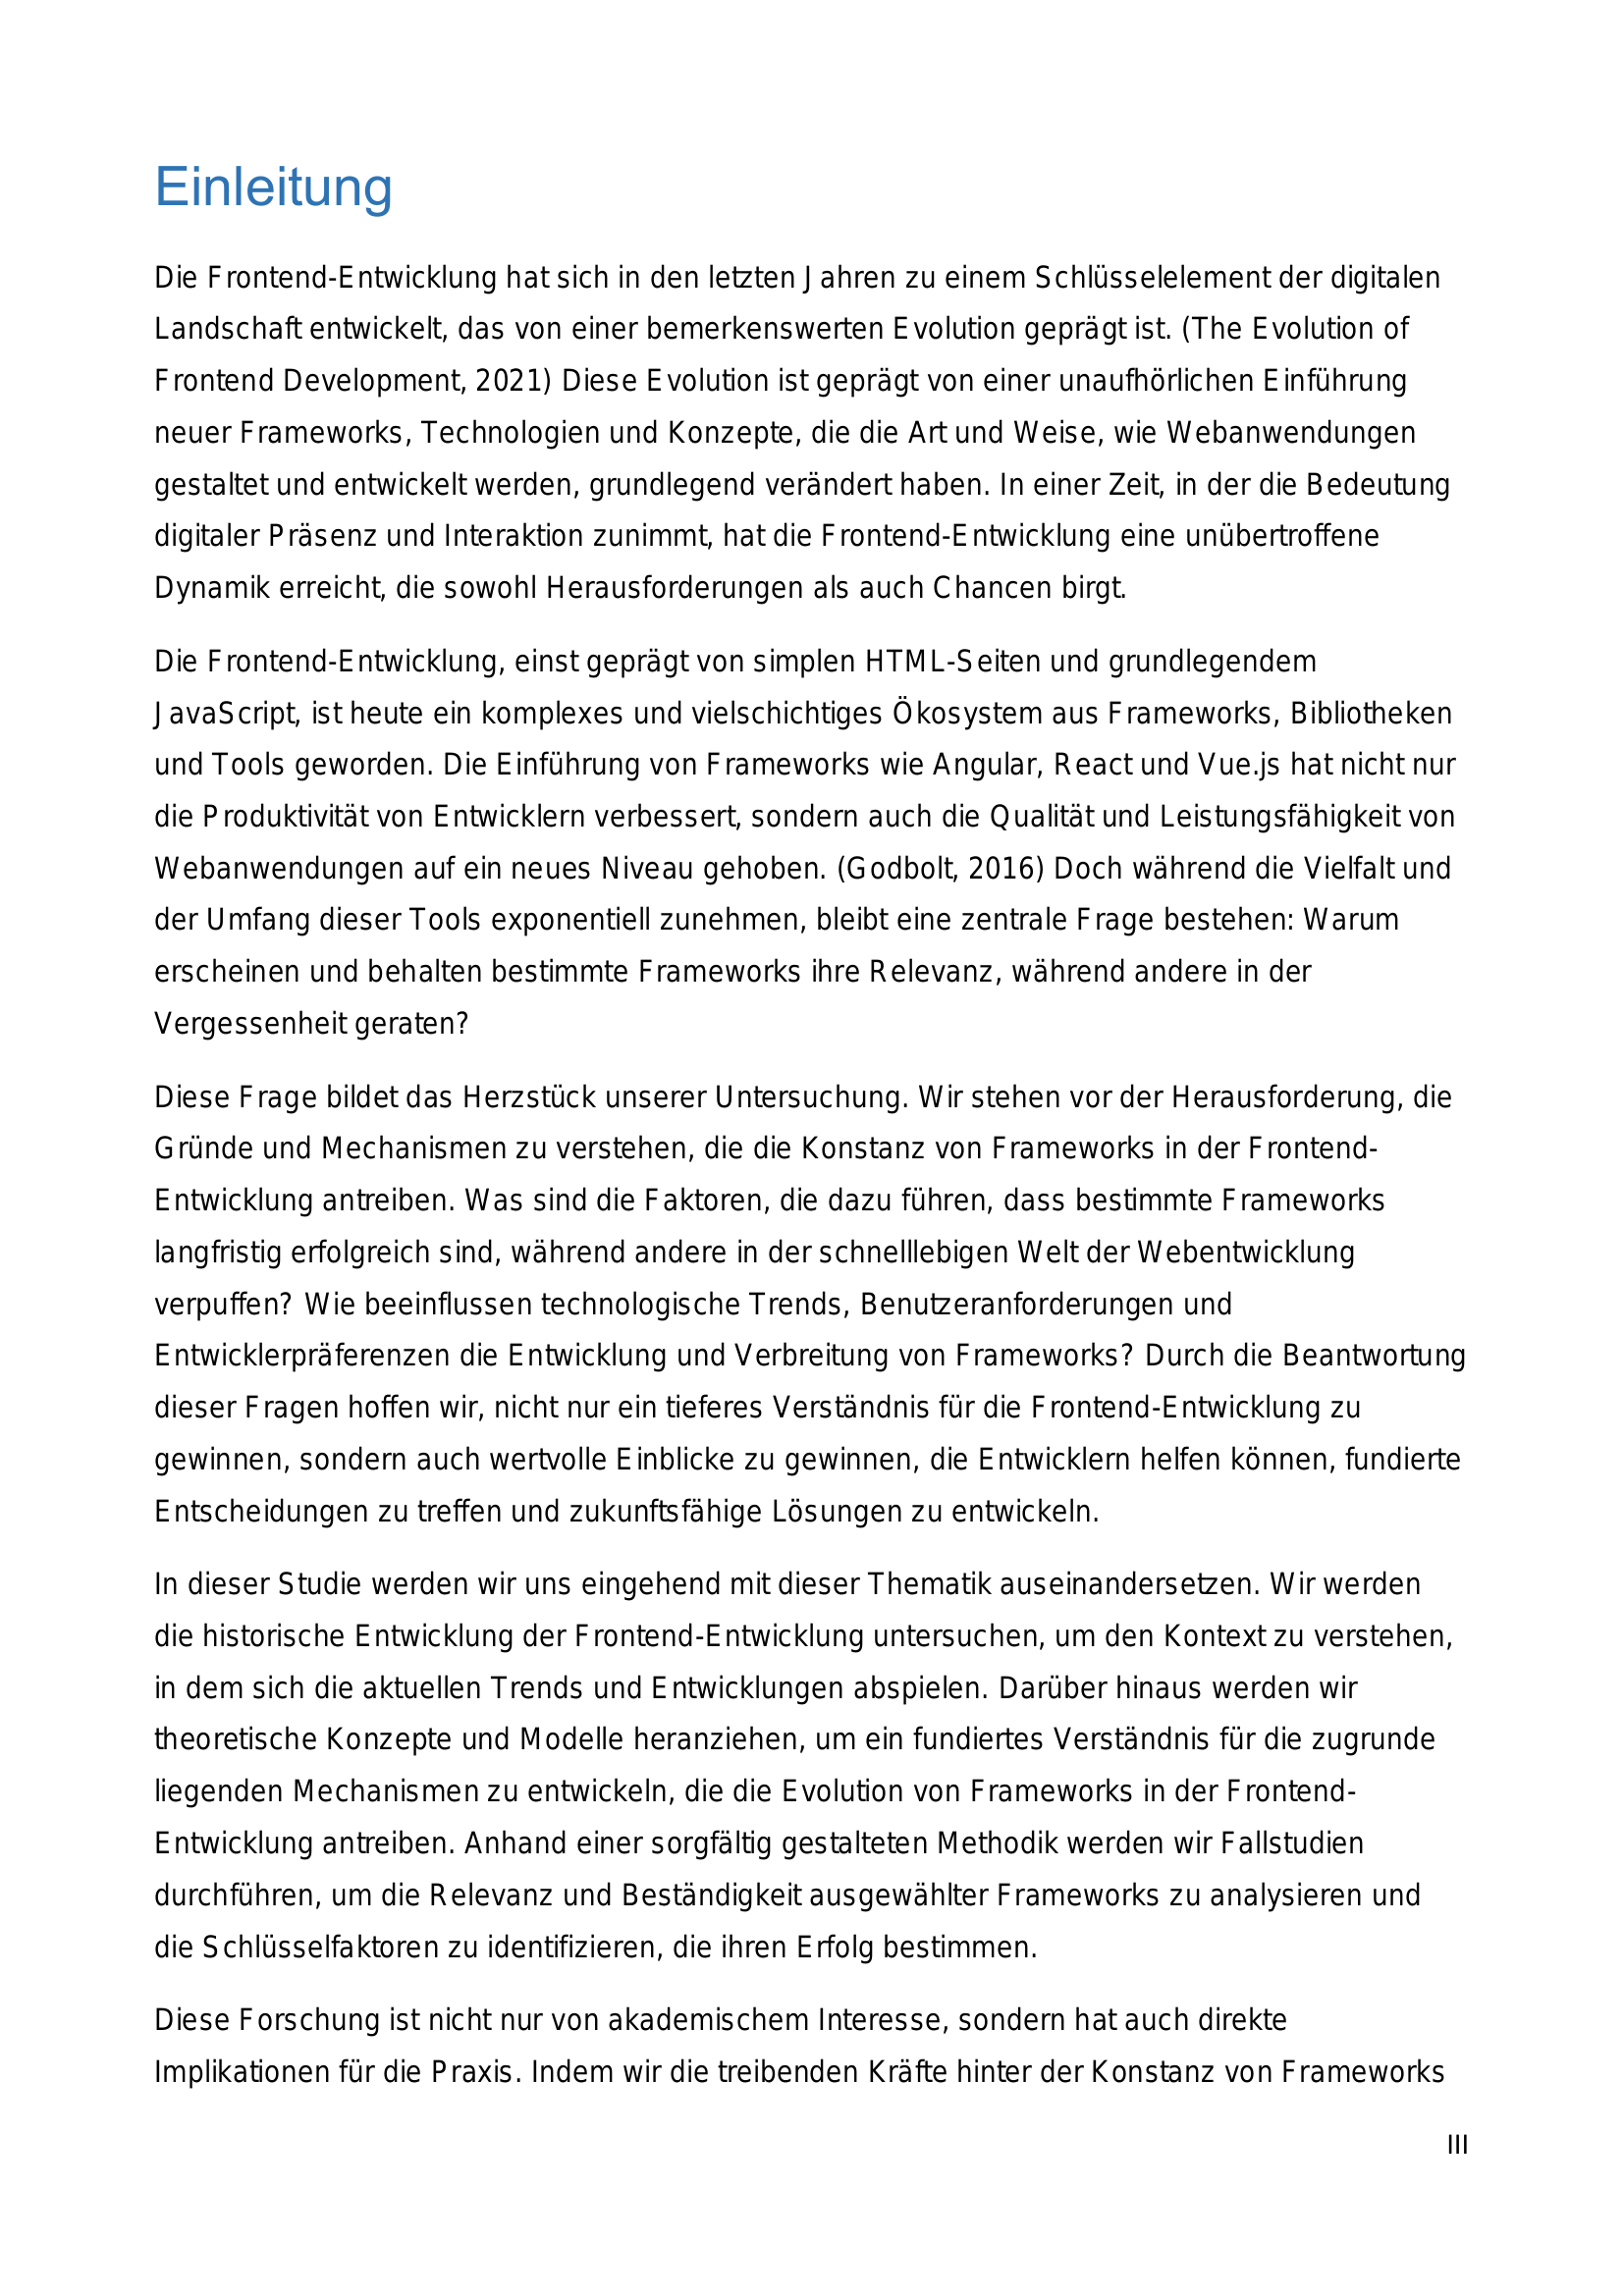 Einleitung
Die Frontend-Entwicklung hat sich in den letzten Jahren zu einem Schlüsselelement der digitalen
Landschaft entwickelt, das von einer bemerkenswerten Evolution geprägt ist. (The Evolution of
Frontend Development, 2021) Diese Evolution ist geprägt von einer unaufhörlichen Einführung
neuer Frameworks, Technologien und Konzepte, die die Art und Weise, wie Webanwendungen
gestaltet und entwickelt werden, grundlegend verändert haben. In einer Zeit, in der die Bedeutung
digitaler Präsenz und Interaktion zunimmt, hat die Frontend-Entwicklung eine unübertroffene
Dynamik erreicht, die sowohl Herausforderungen als auch Chancen birgt.
Die Frontend-Entwicklung, einst geprägt von simplen HTML-Seiten und grundlegendem
JavaScript, ist heute ein komplexes und vielschichtiges Ökosystem aus Frameworks, Bibliotheken
und Tools geworden. Die Einführung von Frameworks wie Angular, React und Vue.js hat nicht nur
die Produktivität von Entwicklern verbessert, sondern auch die Qualität und Leistungsfähigkeit von
Webanwendungen auf ein neues Niveau gehoben. (Godbolt, 2016) Doch während die Vielfalt und
der Umfang dieser Tools exponentiell zunehmen, bleibt eine zentrale Frage bestehen: Warum
erscheinen und behalten bestimmte Frameworks ihre Relevanz, während andere in der
Vergessenheit geraten?
Diese Frage bildet das Herzstück unserer Untersuchung. Wir stehen vor der Herausforderung, die
Gründe und Mechanismen zu verstehen, die die Konstanz von Frameworks in der Frontend-
Entwicklung antreiben. Was sind die Faktoren, die dazu führen, dass bestimmte Frameworks
langfristig erfolgreich sind, während andere in der schnelllebigen Welt der Webentwicklung
verpuffen? Wie beeinflussen technologische Trends, Benutzeranforderungen und
Entwicklerpräferenzen die Entwicklung und Verbreitung von Frameworks? Durch die Beantwortung
dieser Fragen hoffen wir, nicht nur ein tieferes Verständnis für die Frontend-Entwicklung zu
gewinnen, sondern auch wertvolle Einblicke zu gewinnen, die Entwicklern helfen können, fundierte
Entscheidungen zu treffen und zukunftsfähige Lösungen zu entwickeln.
In dieser Studie werden wir uns eingehend mit dieser Thematik auseinandersetzen. Wir werden
die historische Entwicklung der Frontend-Entwicklung untersuchen, um den Kontext zu verstehen,
in dem sich die aktuellen Trends und Entwicklungen abspielen. Darüber hinaus werden wir
theoretische Konzepte und Modelle heranziehen, um ein fundiertes Verständnis für die zugrunde
liegenden Mechanismen zu entwickeln, die die Evolution von Frameworks in der Frontend-
Entwicklung antreiben. Anhand einer sorgfältig gestalteten Methodik werden wir Fallstudien
durchführen, um die Relevanz und Beständigkeit ausgewählter Frameworks zu analysieren und
die Schlüsselfaktoren zu identifizieren, die ihren Erfolg bestimmen.
Diese Forschung ist nicht nur von akademischem Interesse, sondern hat auch direkte
Implikationen für die Praxis. Indem wir die treibenden Kräfte hinter der Konstanz von Frameworks
III